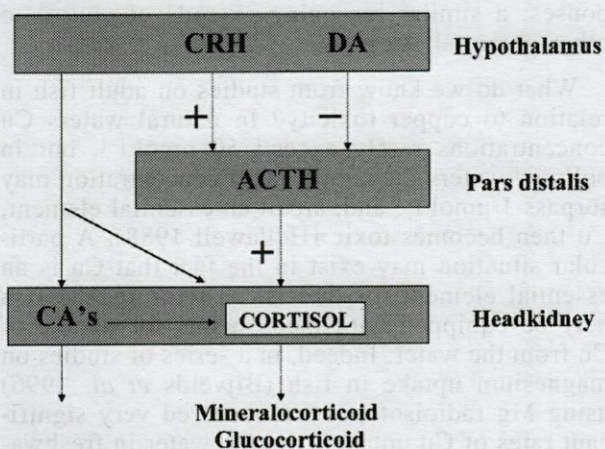 CRH DA Hypothalamus
+ −
ACTH Pars distalis
+
CA's CORTISOL Headkidney
Mineralocorticoid
Glucocorticoid